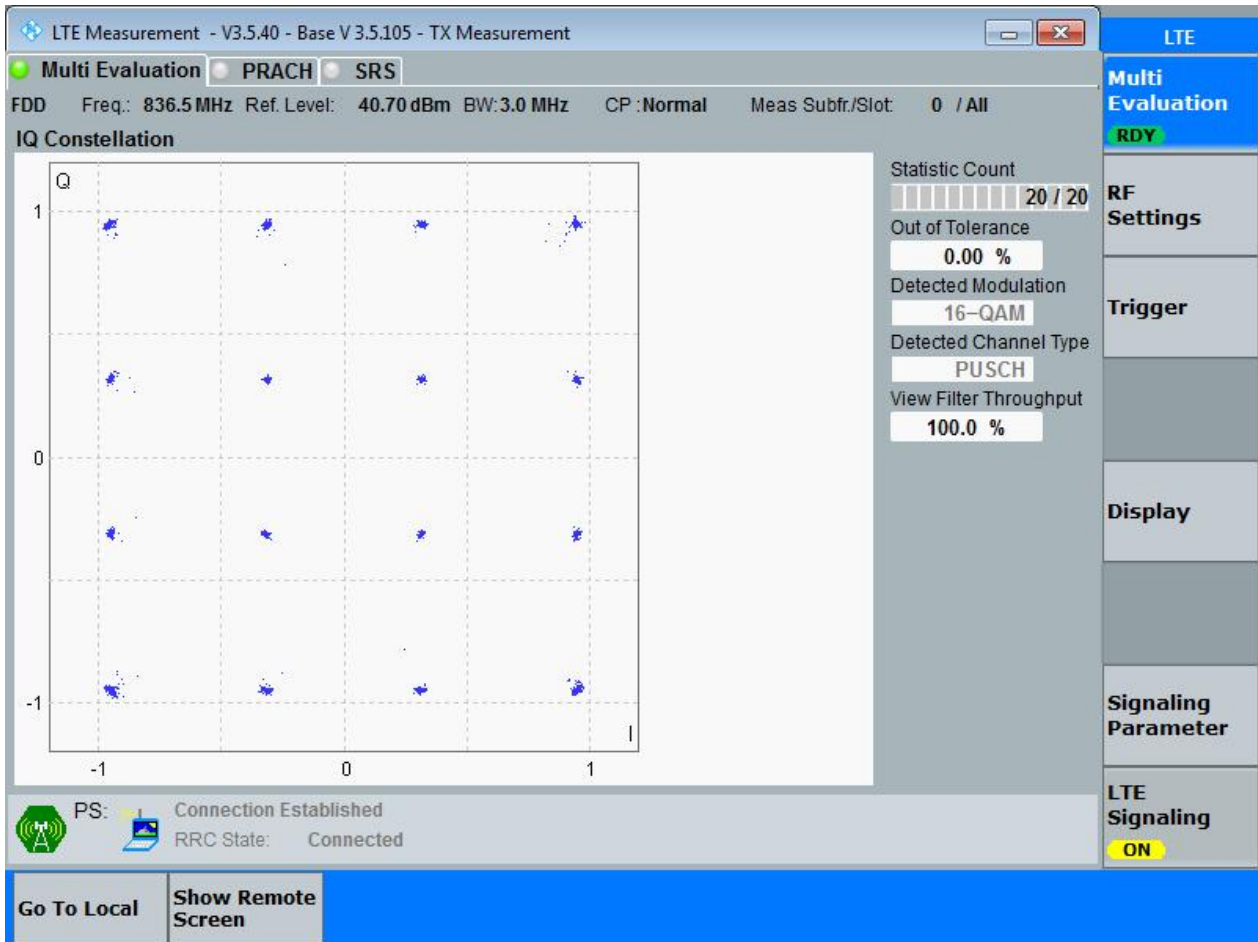 LTE Measurement - V3.5.40 - Base V 3.5.105 - TX Measurement
LTE
Multi Evaluation PRACH SRS
Multi
Evaluation
RDY
FDD Freq.: 836.5 MHz Ref. Level: 40.70 dBm BW: 3.0 MHz CP : Normal Meas Subfr./Slot: 0 / All
IQ Constellation
Q
1
0
-1
I
-1 0 1
Statistic Count
20 / 20
Out of Tolerance
0.00 %
Detected Modulation
16-QAM
Detected Channel Type
PUSCH
View Filter Throughput
100.0 %
RF
Settings
Trigger
Display
Signaling
Parameter
LTE
Signaling
ON
PS: Connection Established
RRC State: Connected
Go To Local
Show Remote
Screen